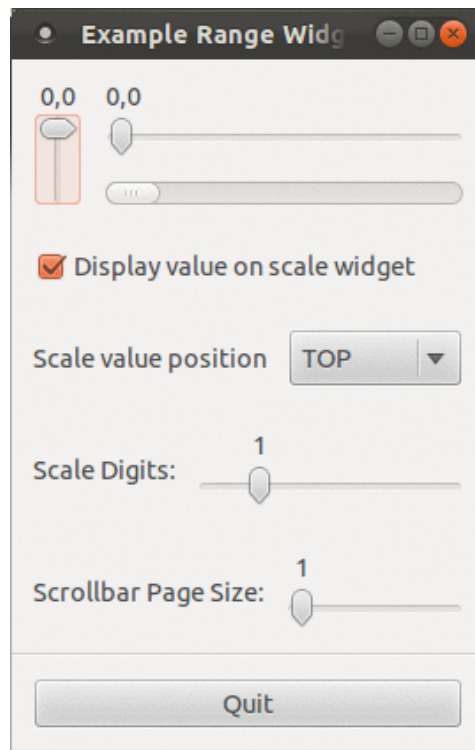 Example Range Widg
0,0 0,0
Display value on scale widget
Scale value position TOP
1
Scale Digits:
1
Scrollbar Page Size:
Quit